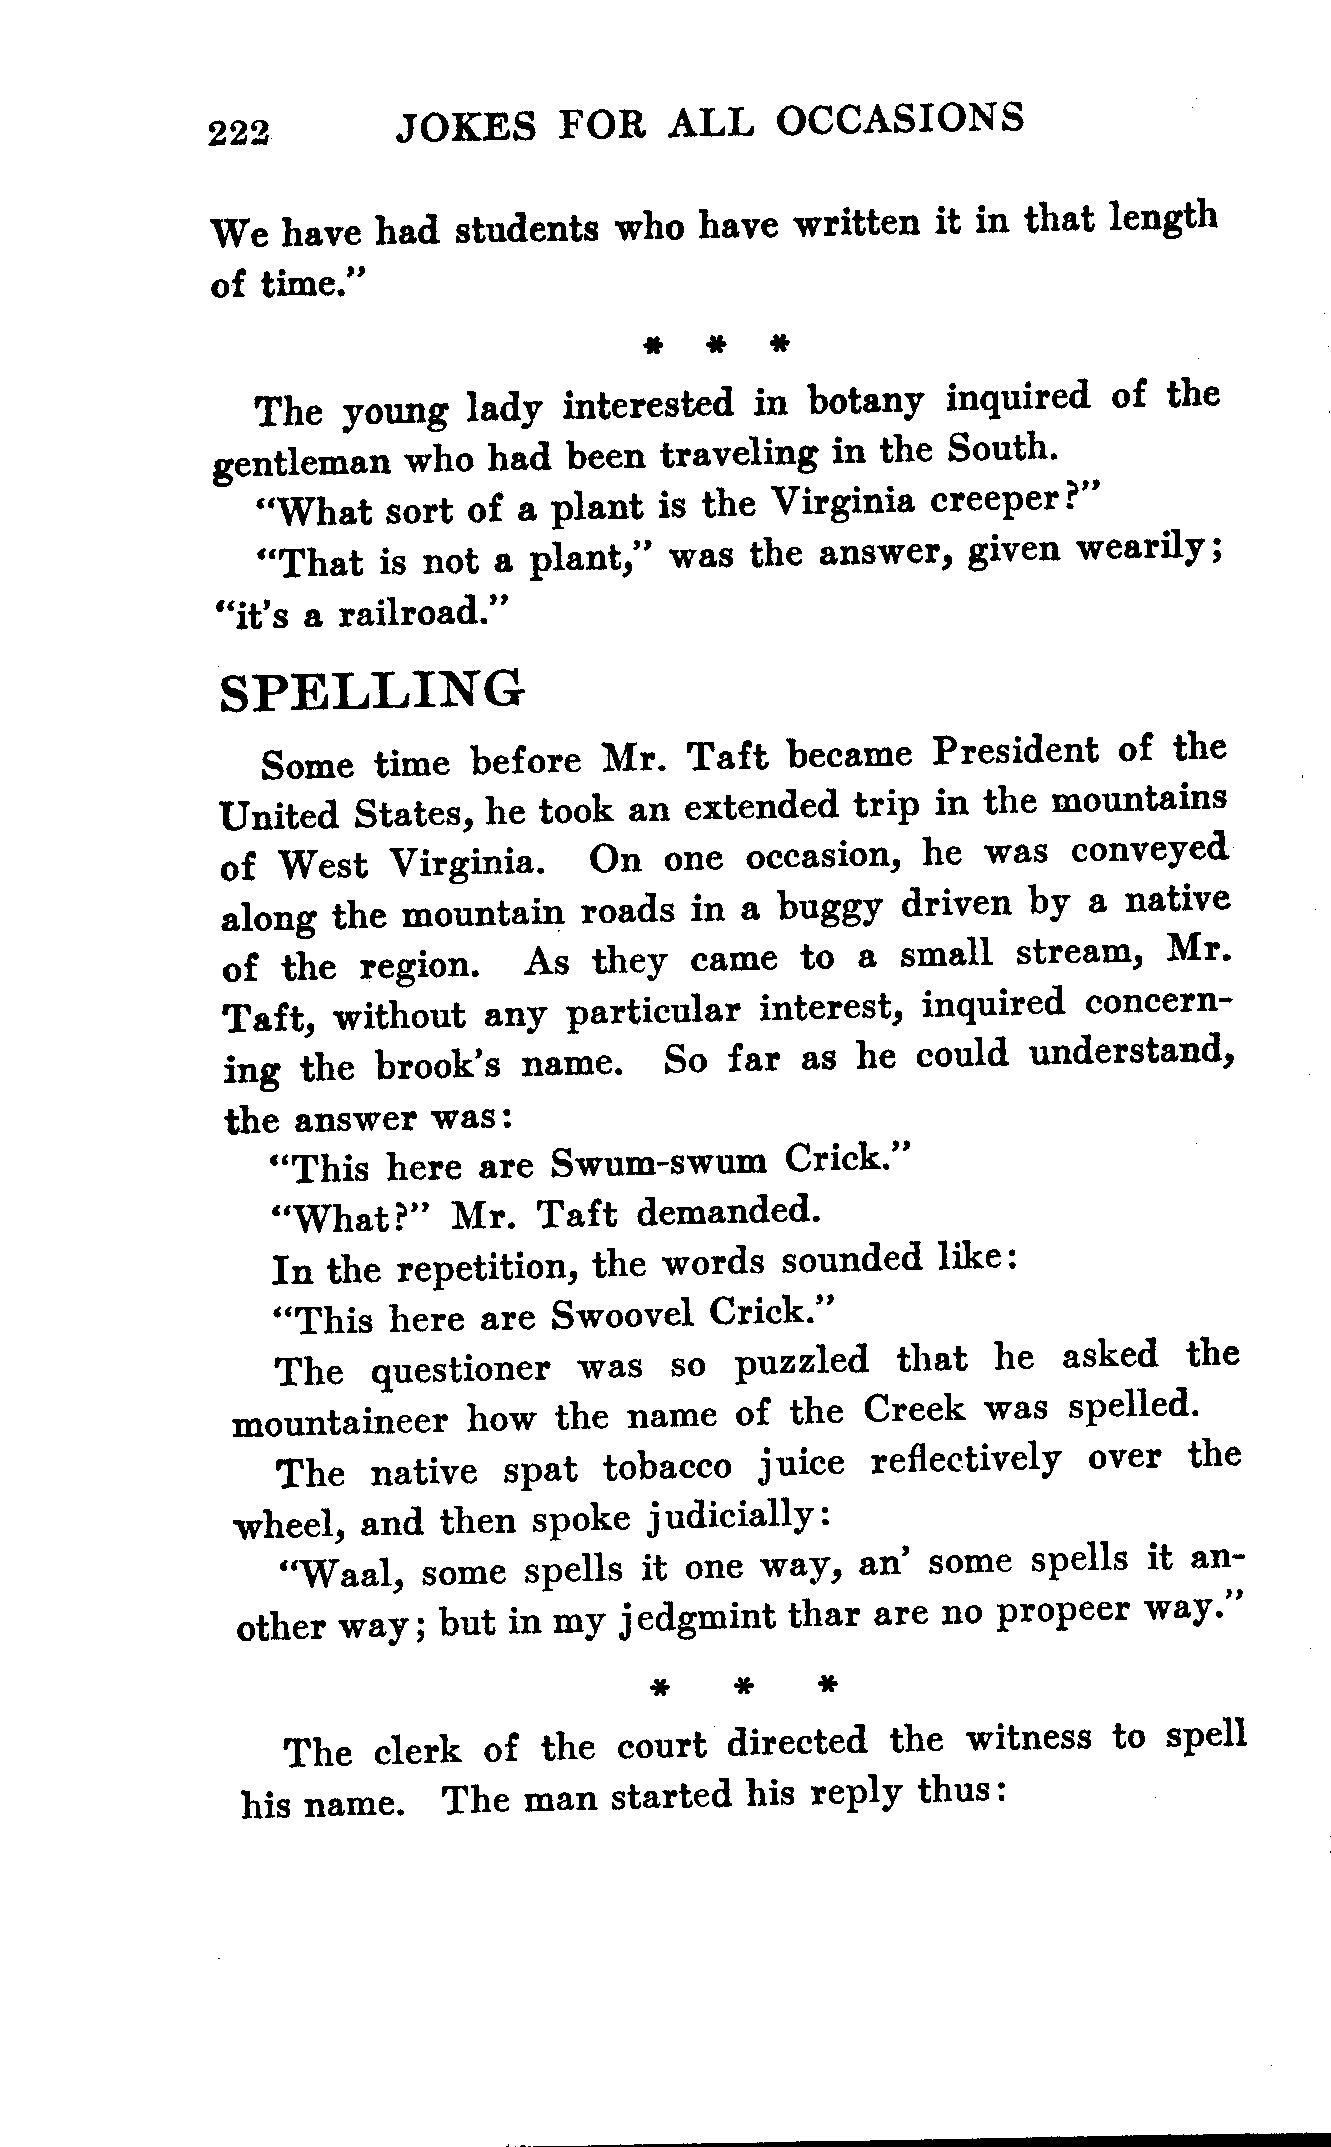 222 JOKES FOR ALL OCCASIONS
We have had students who have written it in that length
of time."
* * *
The young lady interested in botany inquired of the
gentleman who had been traveling in the South.
"What sort of a plant is the Virginia creeper?"
"That is not a plant," was the answer, given wearily;
"it's a railroad."
SPELLING
Some time before Mr. Taft became President of the
United States, he took an extended trip in the mountains
of West Virginia. On one occasion, he was conveyed
along the mountain roads in a buggy driven by a native
of the region. As they came to a small stream, Mr.
Taft, without any particular interest, inquired concern-
ing the brook's name. So far as he could understand,
the answer was:
"This here are Swum-swum Crick."
"What?" Mr. Taft demanded.
In the repetition, the words sounded like:
"This here are Swoovel Crick."
The questioner was so puzzled that he asked the
mountaineer how the name of the Creek was spelled.
The native spat tobacco juice reflectively over the
wheel, and then spoke judicially:
"Waal, some spells it one way, an' some spells it an-
other way; but in my jedgmint thar are no propeer way."
* * *
The clerk of the court directed the witness to spell
his name. The man started his reply thus: